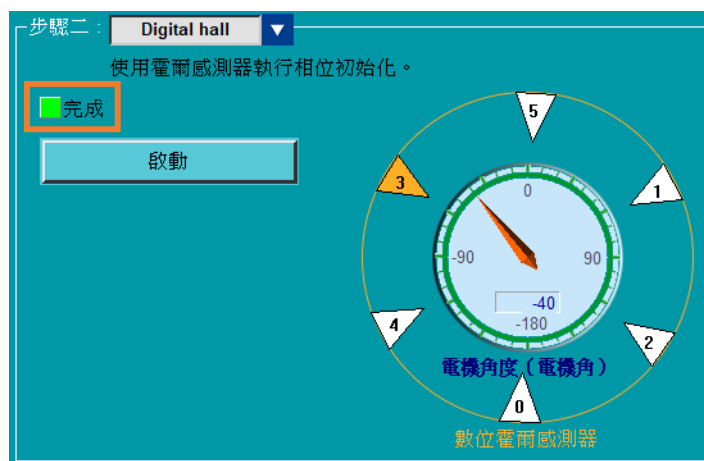 步驟二： Digital hall
使用霍爾感測器執行相位初始化。
完成
啟動
5
3
1
0
-90
90
-40
-180
4
2
電機角度（電機角）
0
數位霍爾感測器